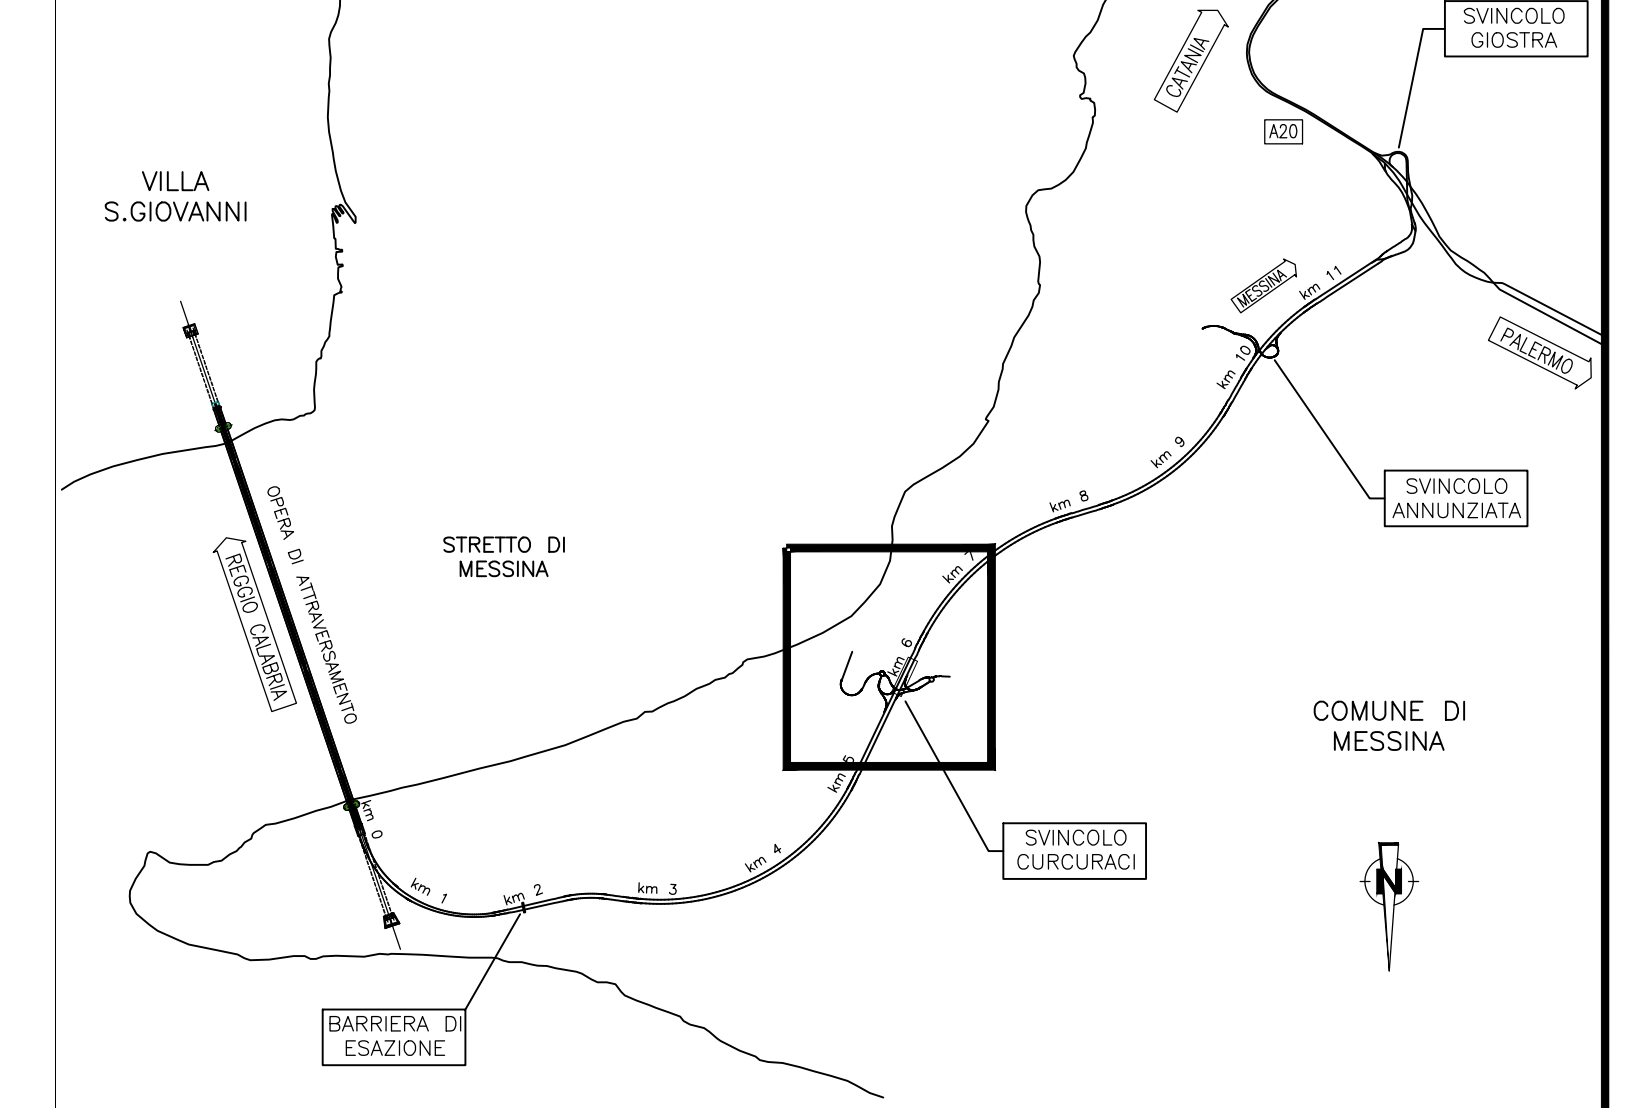 SVINCOLO
GIOSTRA
CATANIA
A20
VILLA
S.GIOVANNI
MESSINA
km 11
PALERMO
km 10
km 9
SVINCOLO
ANNUNZIATA
km 8
OPERA DI ATTRAVERSAMENTO
REGGIO CALABRIA
STRETTO DI
MESSINA
km 7
km 6
COMUNE DI
MESSINA
km 5
km 0
SVINCOLO
CURCURACI
km 4
km 3
km 2
km 1
N
BARRIERA DI
ESAZIONE